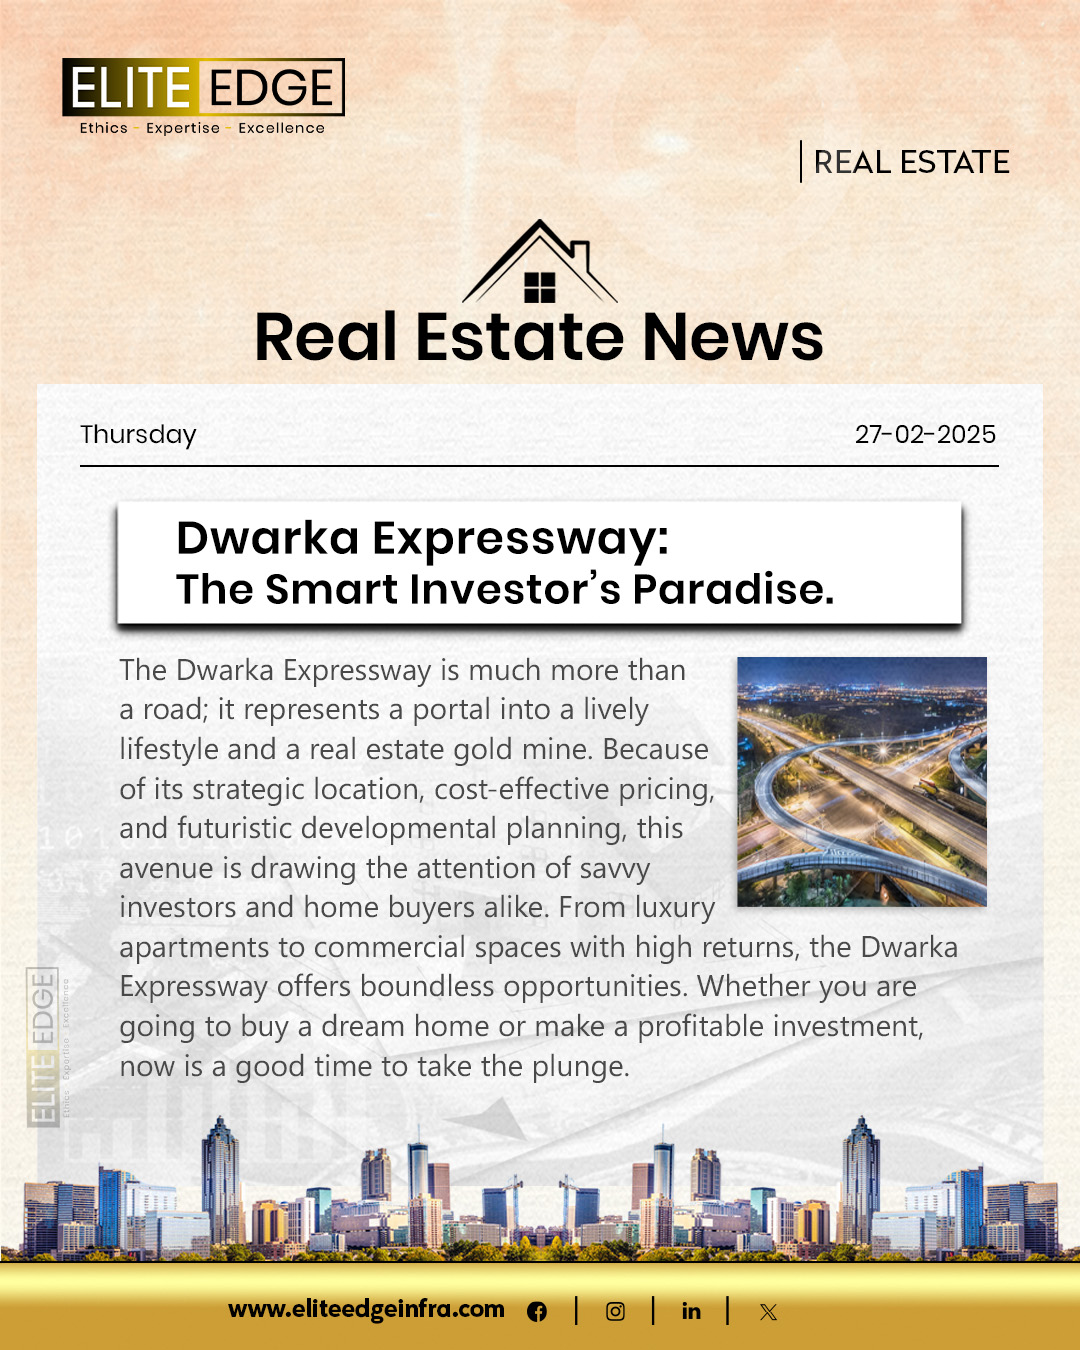 ELITE EDGE
Ethics - Expertise - Excellence
REAL ESTATE
Real Estate News
Thursday
27-02-2025
Dwarka Expressway:
The Smart Investor’s Paradise.
The Dwarka Expressway is much more than
a road; it represents a portal into a lively
lifestyle and a real estate gold mine. Because
of its strategic location, cost-effective pricing,
and futuristic developmental planning, this
avenue is drawing the attention of savvy
investors and home buyers alike. From luxury
apartments to commercial spaces with high returns, the Dwarka
Expressway offers boundless opportunities. Whether you are
going to buy a dream home or make a profitable investment,
now is a good time to take the plunge.
ELITE EDGE
Ethics - Expertise - Excellence
www.eliteedgeinfra.com